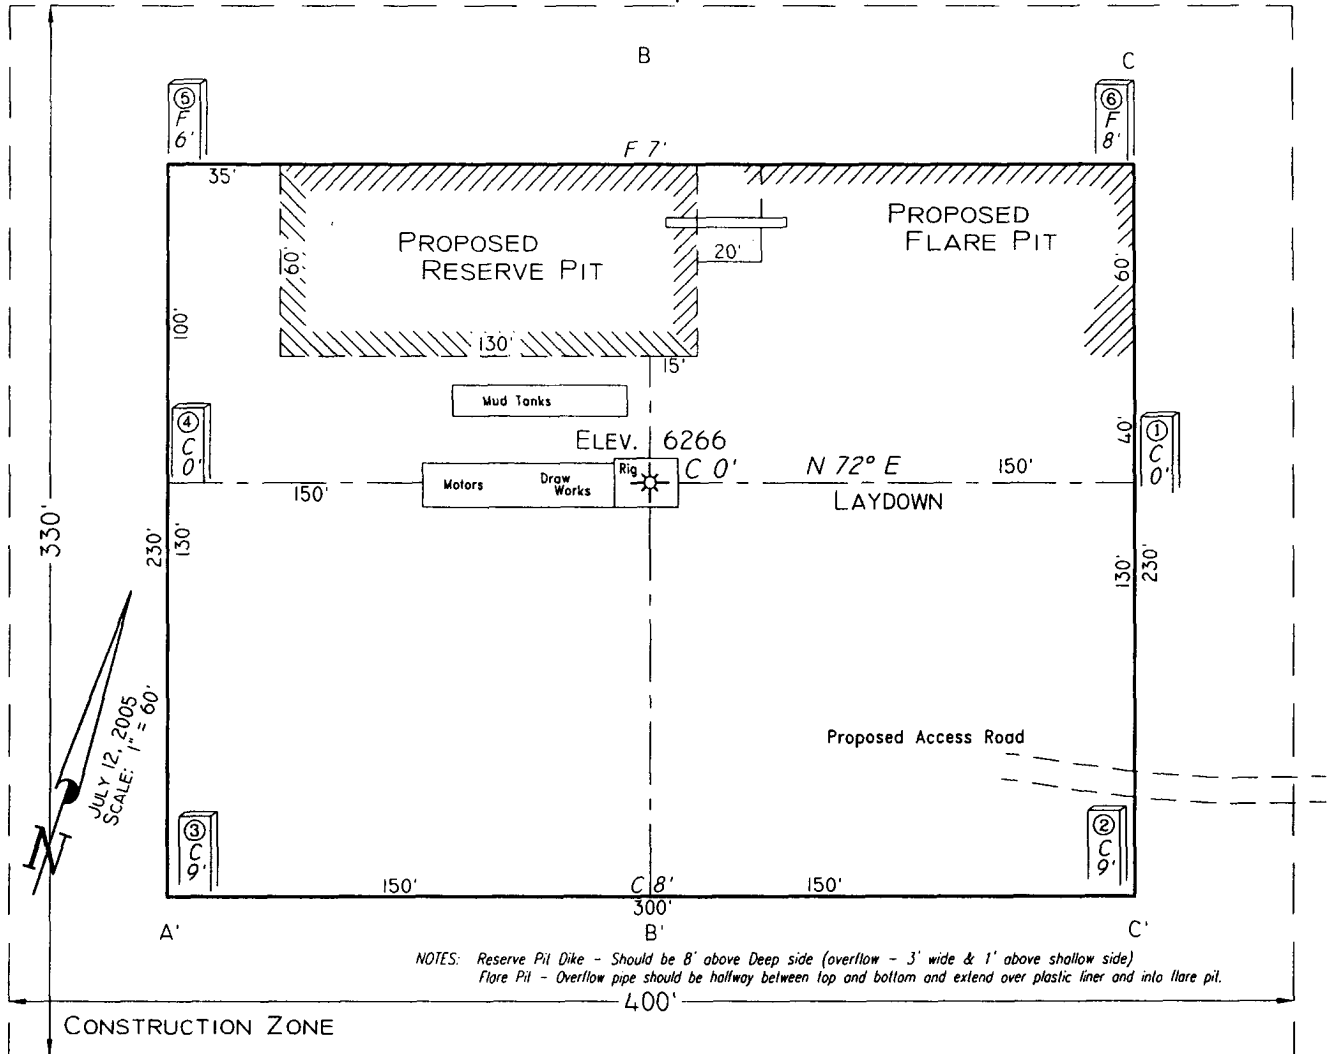 B
C
⑤
F
6'
⑥
F
8'
F 7'
35'
PROPOSED
RESERVE PIT
PROPOSED
FLARE PIT
60'
20'
60'
100'
130'
15'
Mud Tanks
④
C
0'
ELEV. 6266
40'
①
C
0'
Rig
C 0'
N 72° E
150'
Motors
Draw
Works
150'
LAYDOWN
330'
230'
130'
130'
230'
JULY 12, 2005
SCALE: 1" = 60'
Proposed Access Road
N
③
C
9'
②
C
9'
150'
C 8'
150'
300'
A'
B'
C'
NOTES: Reserve Pit Dike - Should be 8' above Deep side (overflow - 3' wide & 1' above shallow side)
Flare Pit - Overflow pipe should be halfway between top and bottom and extend over plastic liner and into flare pit.
400'
CONSTRUCTION ZONE